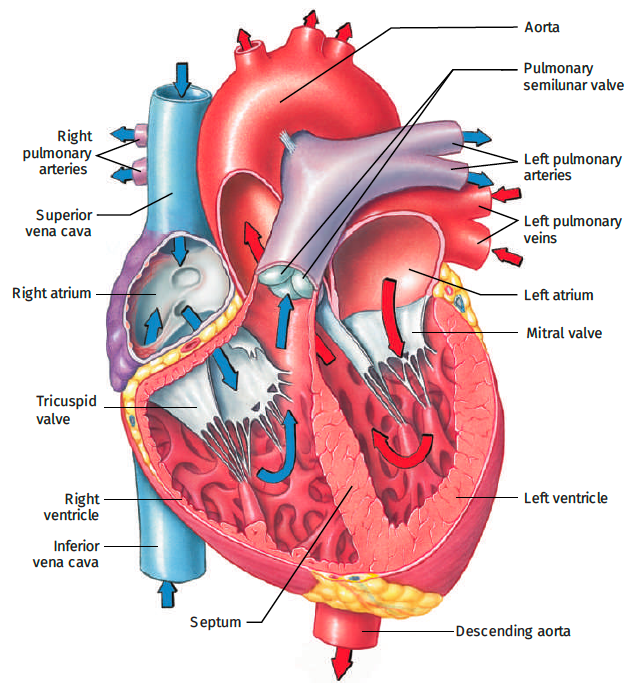 Aorta
Pulmonary
semilunar valve
Right
pulmonary
arteries
Left pulmonary
arteries
Superior
vena cava
Left pulmonary
veins
Right atrium
Left atrium
Mitral valve
Tricuspid
valve
Right
ventricle
Left ventricle
Inferior
vena cava
Septum
Descending aorta